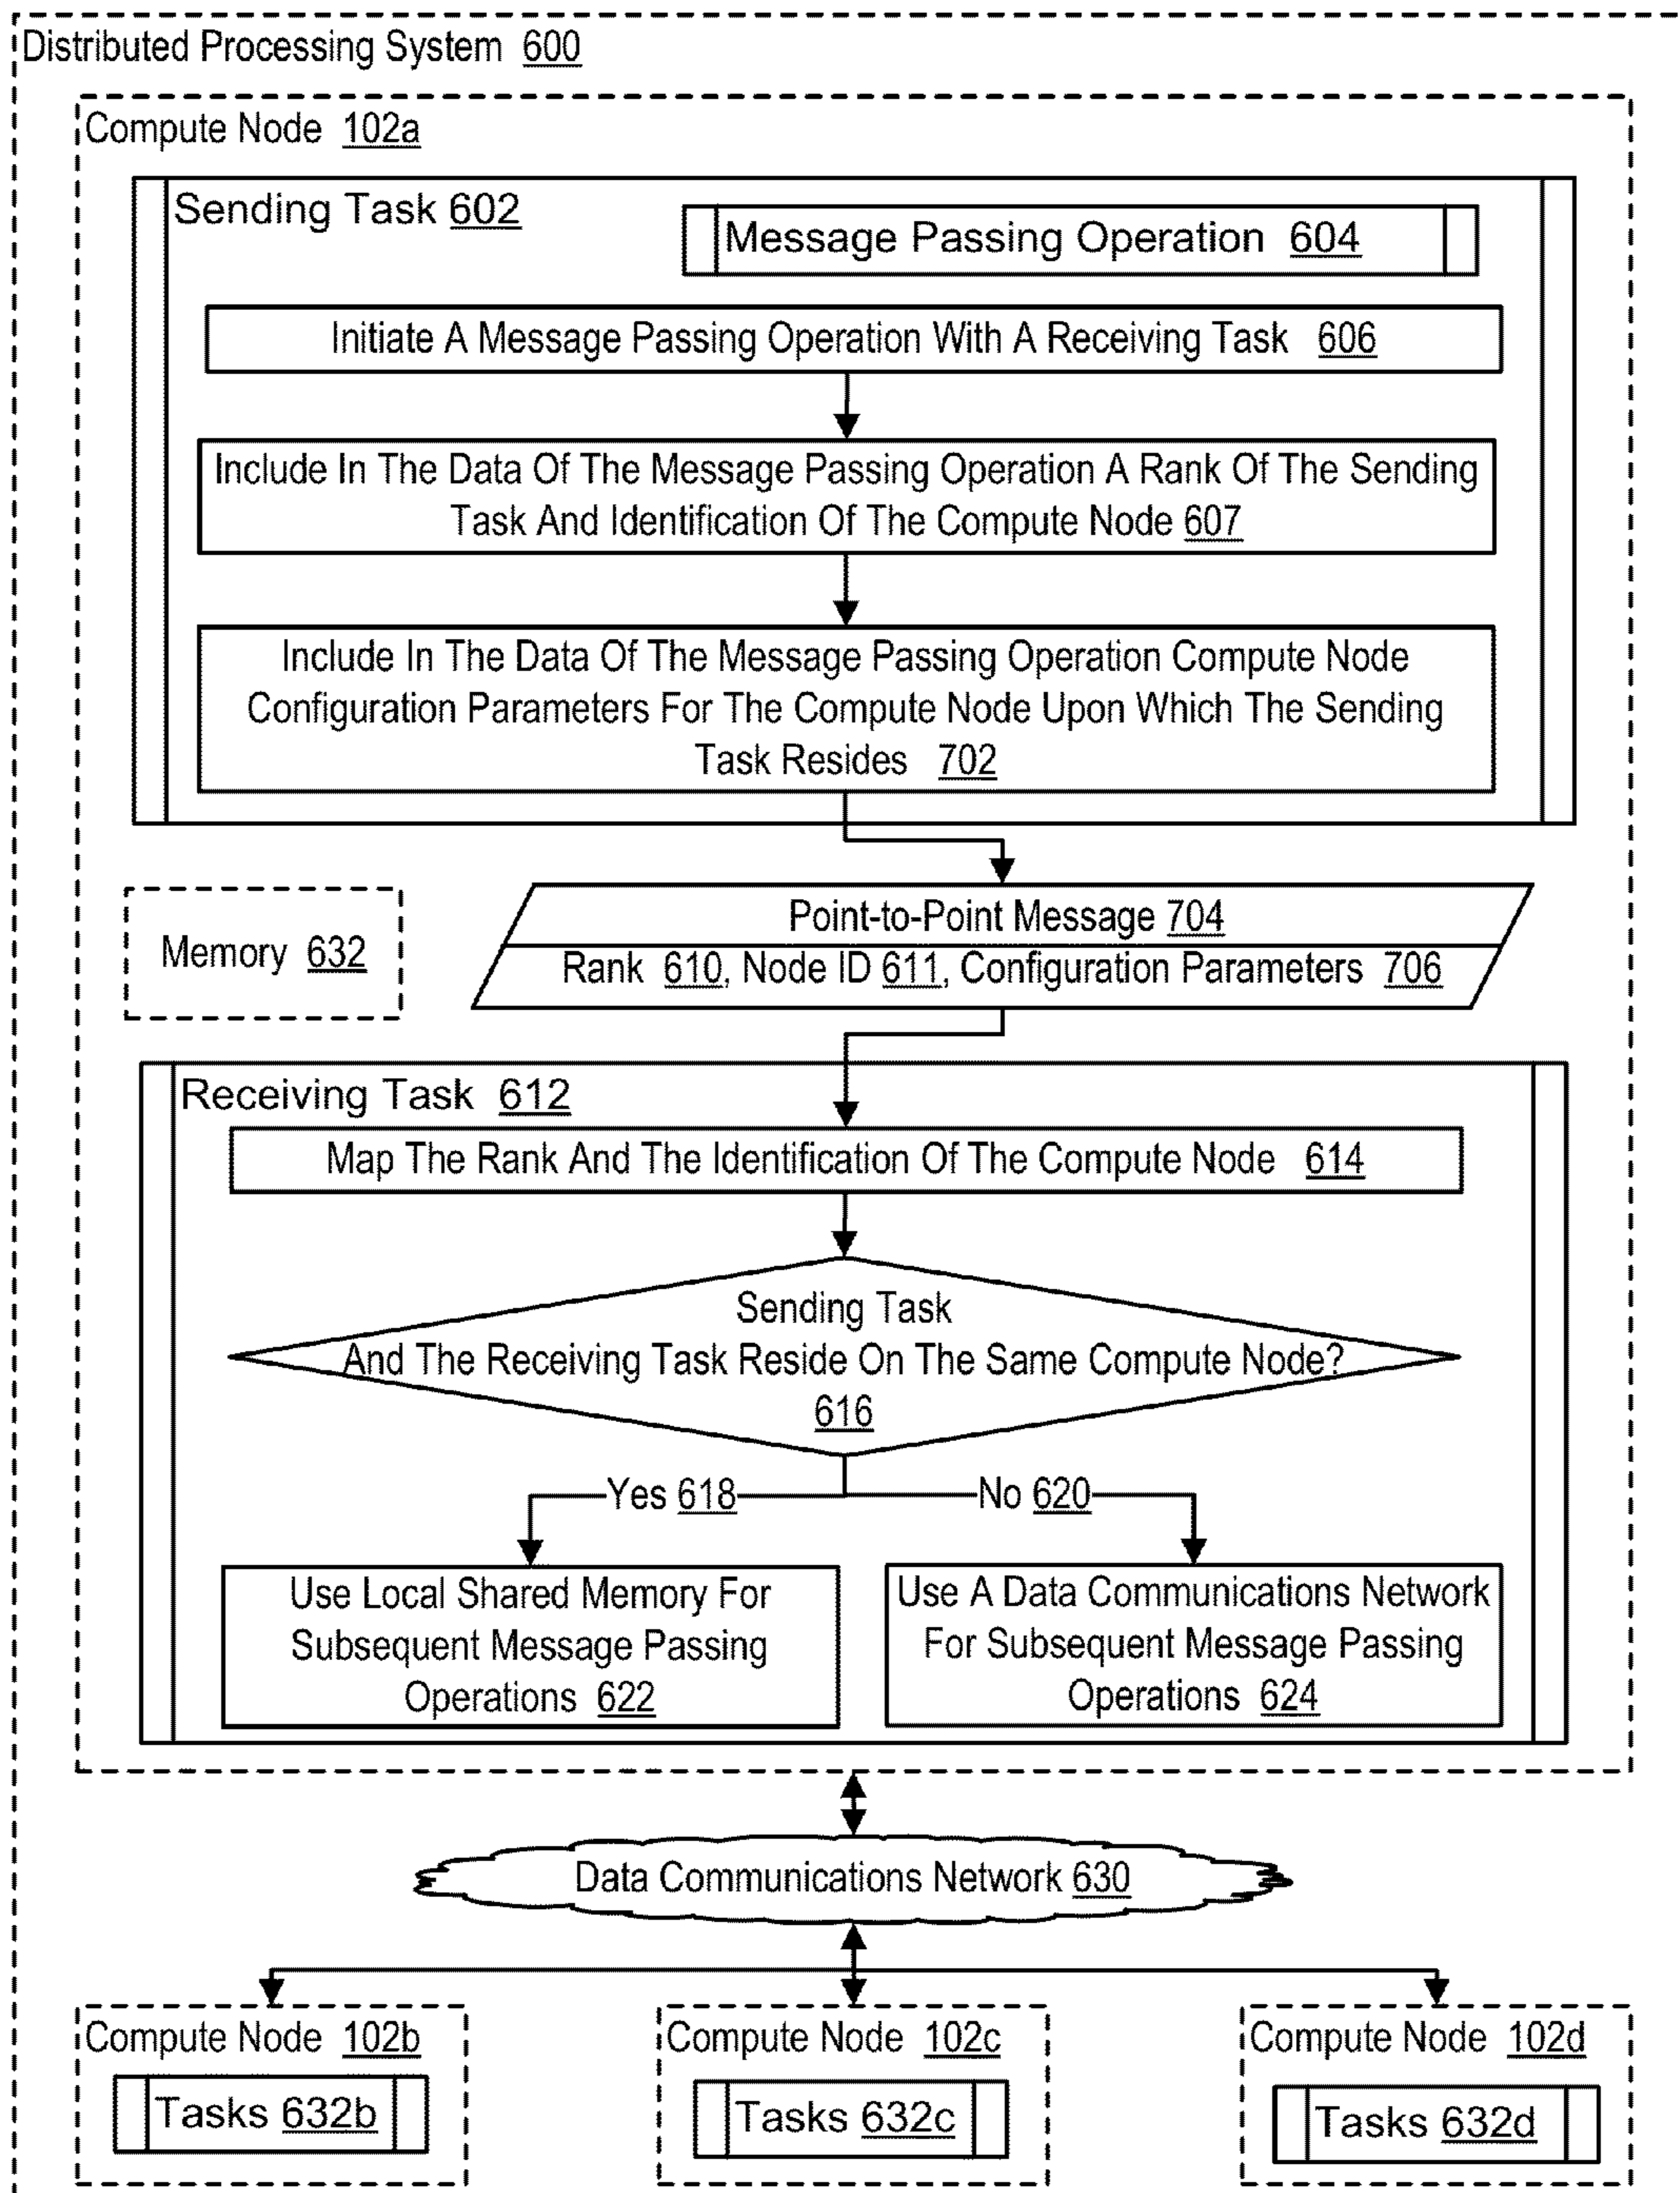 Distributed Processing System 600
Compute Node 102a
Sending Task 602
Message Passing Operation 604
Initiate A Message Passing Operation With A Receiving Task 606
Include In The Data Of The Message Passing Operation A Rank Of The Sending
Task And Identification Of The Compute Node 607
Include In The Data Of The Message Passing Operation Compute Node
Configuration Parameters For The Compute Node Upon Which The Sending
Task Resides 702
Memory 632
Point-to-Point Message 704
Rank 610, Node ID 611, Configuration Parameters 706
Receiving Task 612
Map The Rank And The Identification Of The Compute Node 614
Sending Task
And The Receiving Task Reside On The Same Compute Node?
616
Yes 618
No 620
Use Local Shared Memory For
Subsequent Message Passing
Operations 622
Use A Data Communications Network
For Subsequent Message Passing
Operations 624
Data Communications Network 630
Compute Node 102b
Tasks 632b
Compute Node 102c
Tasks 632c
Compute Node 102d
Tasks 632d